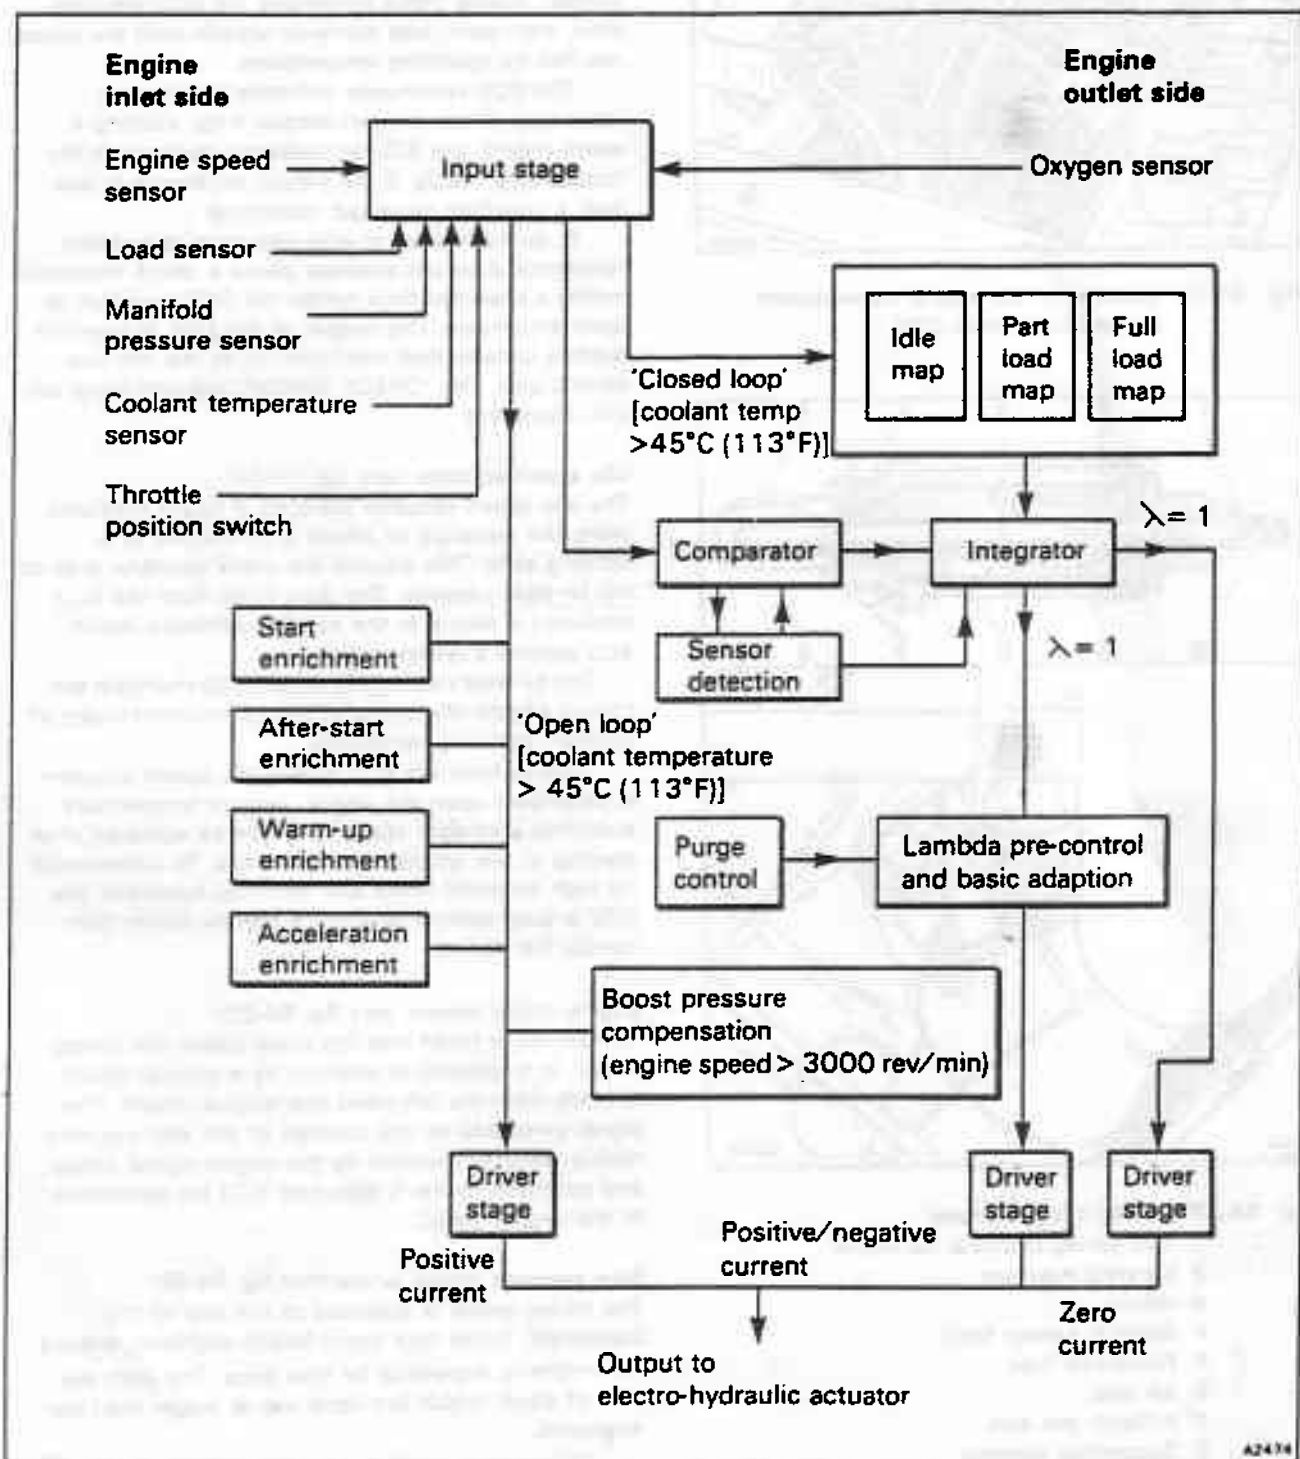 Engine
inlet side
Engine
outlet side
Engine speed
sensor
Input stage
Oxygen sensor
Load sensor
Manifold
pressure sensor
Coolant temperature
sensor
Throttle
position switch
Idle
map
Part
load
map
Full
load
map
'Closed loop'
[coolant temp
>45°C (113°F)]
Comparator
Integrator
λ= 1
Sensor
detection
λ= 1
Start
enrichment
After-start
enrichment
'Open loop'
[coolant temperature
> 45°C (113°F)]
Warm-up
enrichment
Purge
control
Lambda pre-control
and basic adaption
Acceleration
enrichment
Boost pressure
compensation
(engine speed > 3000 rev/min)
Driver
stage
Driver
stage
Driver
stage
Positive
current
Positive/negative
current
Zero
current
Output to
electro-hydraulic actuator
A2474